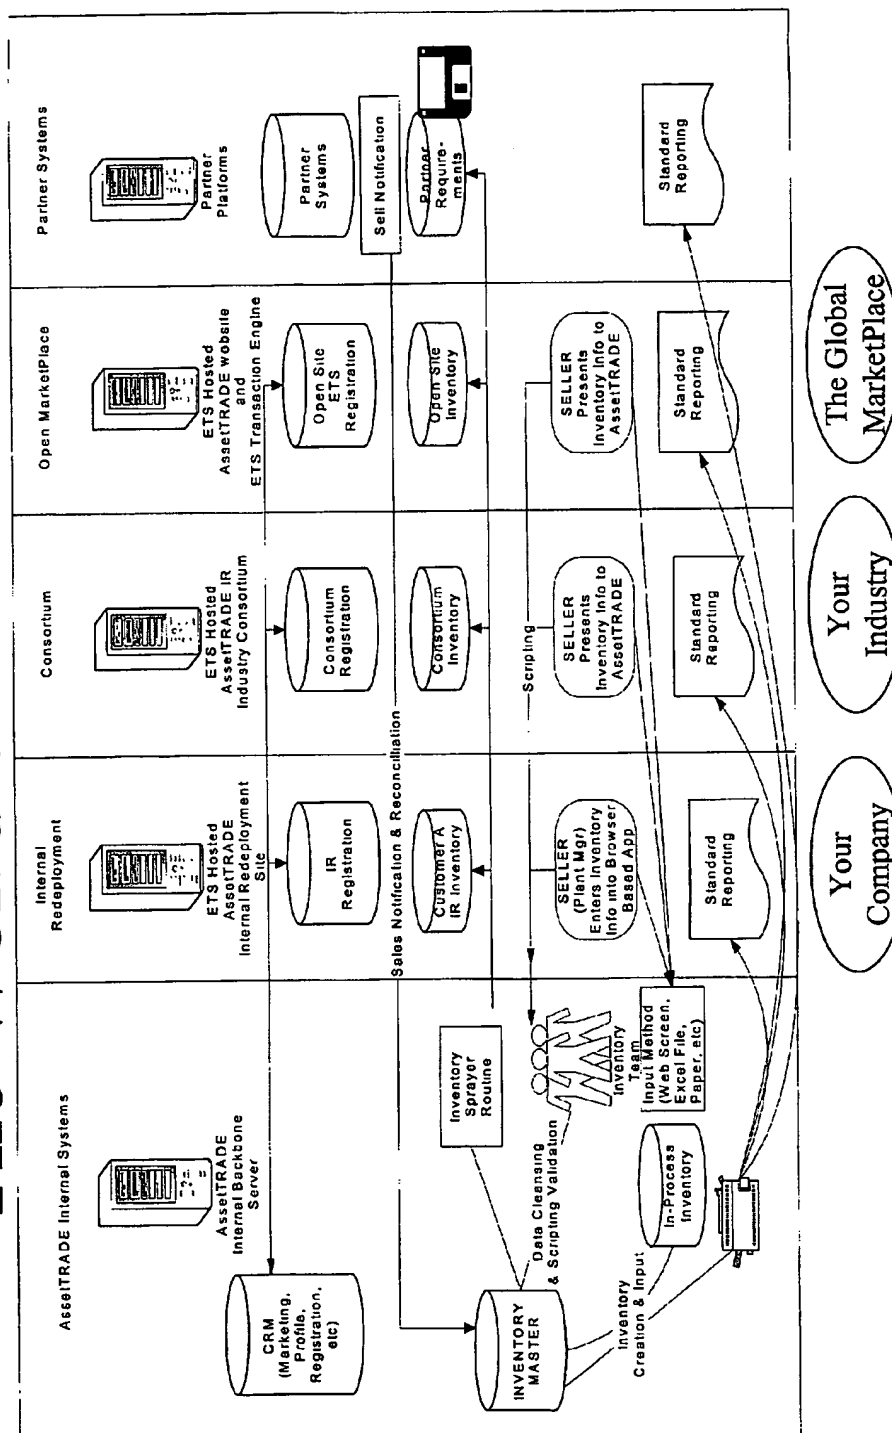 AssetTRADE Internal Systems
Internal
Redeployment
Consortium
Open MarketPlace
Partner Systems
AssetTRADE
Internal Backbone
Server
ETS Hosted
AssetTRADE
Internal Redeployment
Site
ETS Hosted
AssetTRADE IR
Industry Consortium
ETS Hosted
AssetTRADE website
and
ETS Transaction Engine
Partner
Platforms
CRM
(Marketing,
Profile,
Registration,
etc)
IR
Registration
Consortium
Registration
Open Site
ETS
Registration
Partner
Systems
Sell Notification
Sales Notification & Reconciliation
INVENTORY
MASTER
Inventory
Sprayer
Routine
Customer A
IR Inventory
Consortium
Inventory
Open Site
Inventory
Partner
Require-
ments
Scripting
Data Cleansing
& Scripting Validation
Inventory
Team
SELLER
(Plant Mgr)
Enters Inventory
Info into Browser
Based App
SELLER
Presents
Inventory Info to
AssetTRADE
SELLER
Presents
Inventory Info to
AssetTRADE
Inventory
Creation & Input
In-Process
Inventory
Input Method
(Web Screen,
Excel File,
Paper, etc)
Standard
Reporting
Standard
Reporting
Standard
Reporting
Standard
Reporting
Your
Company
Your
Industry
The Global
MarketPlace